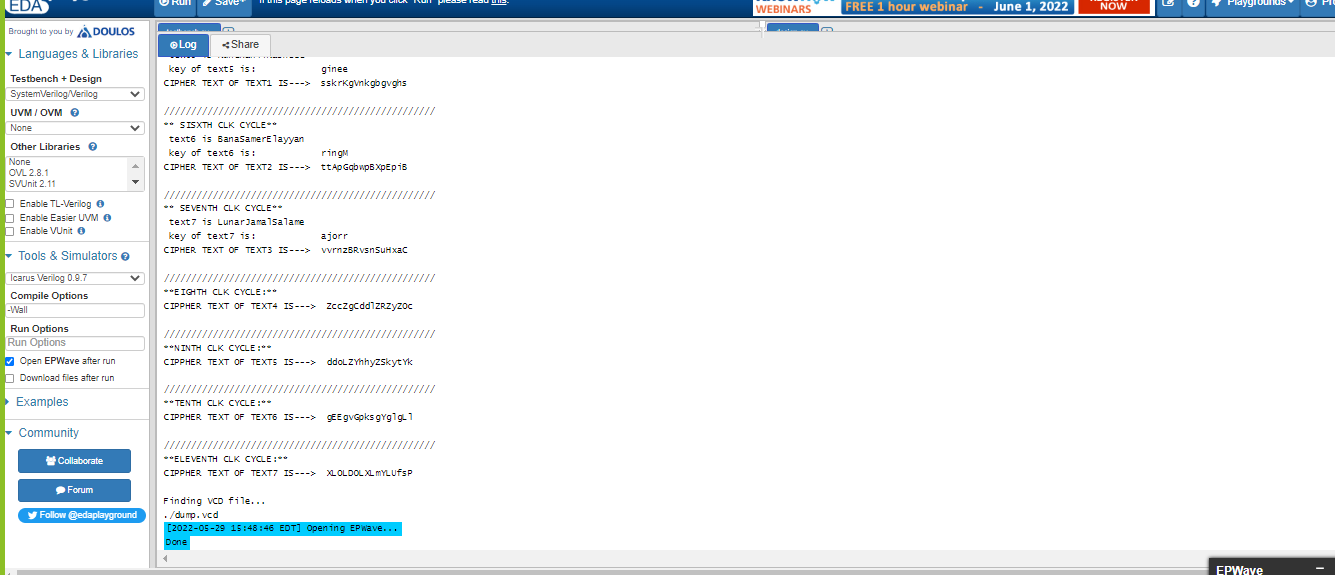 EDA
Run
Save
If this page reloads when you click "Run" please read this.
WEBINARS
FREE 1 hour webinar - June 1, 2022
NOW
Playgrounds
Brought to you by DOULOS
Languages & Libraries
Testbench + Design
SystemVerilog/Verilog
UVM / OVM
None
Other Libraries
None
OVL 2.8.1
SVUnit 2.11
Enable TL-Verilog
Enable Easier UVM
Enable VUnit
Tools & Simulators
Icarus Verilog 0.9.7
Compile Options
-Wall
Run Options
Run Options
Open EPWave after run
Download files after run
Examples
Community
Collaborate
Forum
Follow @edaplayground
Log
Share
key of text5 is: ginee
CIPHER TEXT OF TEXT1 IS---> sskrKgVnkgbgvghs
//////////////////////////////////////////////////
** SISXTH CLK CYCLE**
text6 is BanaSamerElayyan
key of text6 is: ringM
CIPHER TEXT OF TEXT2 IS---> ttApGqbwpBXpEpiB
//////////////////////////////////////////////////
** SEVENTH CLK CYCLE**
text7 is LunarJamalSalame
key of text7 is: ajorr
CIPHER TEXT OF TEXT3 IS---> vvrnzBRvsnSuHxaC
//////////////////////////////////////////////////
**EIGHTH CLK CYCLE:**
CIPPHER TEXT OF TEXT4 IS---> ZccZgCddlZRZyZOc
//////////////////////////////////////////////////
**NINTH CLK CYCLE:**
CIPPHER TEXT OF TEXT5 IS---> ddoLZYhhyZSkytYk
//////////////////////////////////////////////////
**TENTH CLK CYCLE:**
CIPPHER TEXT OF TEXT6 IS---> gEEgvGpksgYglgLl
//////////////////////////////////////////////////
**ELEVENTH CLK CYCLE:**
CIPPHER TEXT OF TEXT7 IS---> XLOLDOLXLmYLUfsP
Finding VCD file...
./dump.vcd
[2022-05-29 15:48:46 EDT] Opening EPWave...
Done
EPWave